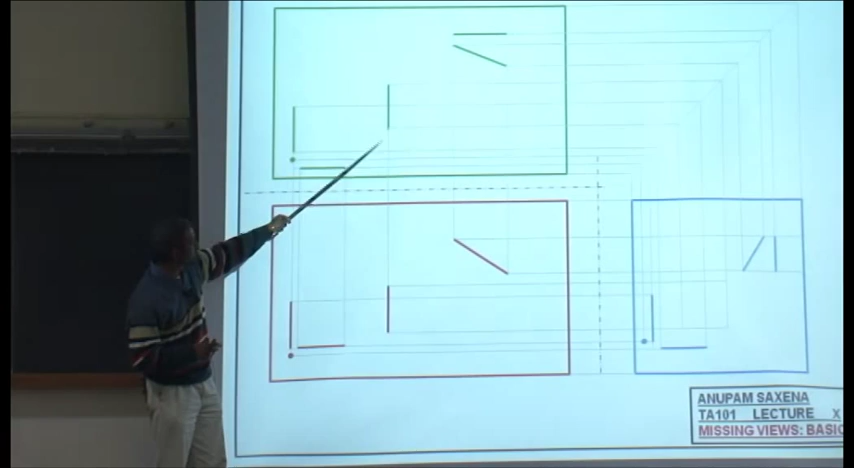 ANUPAM SAXENA
TA101 LECTURE X
MISSING VIEWS: BASIC